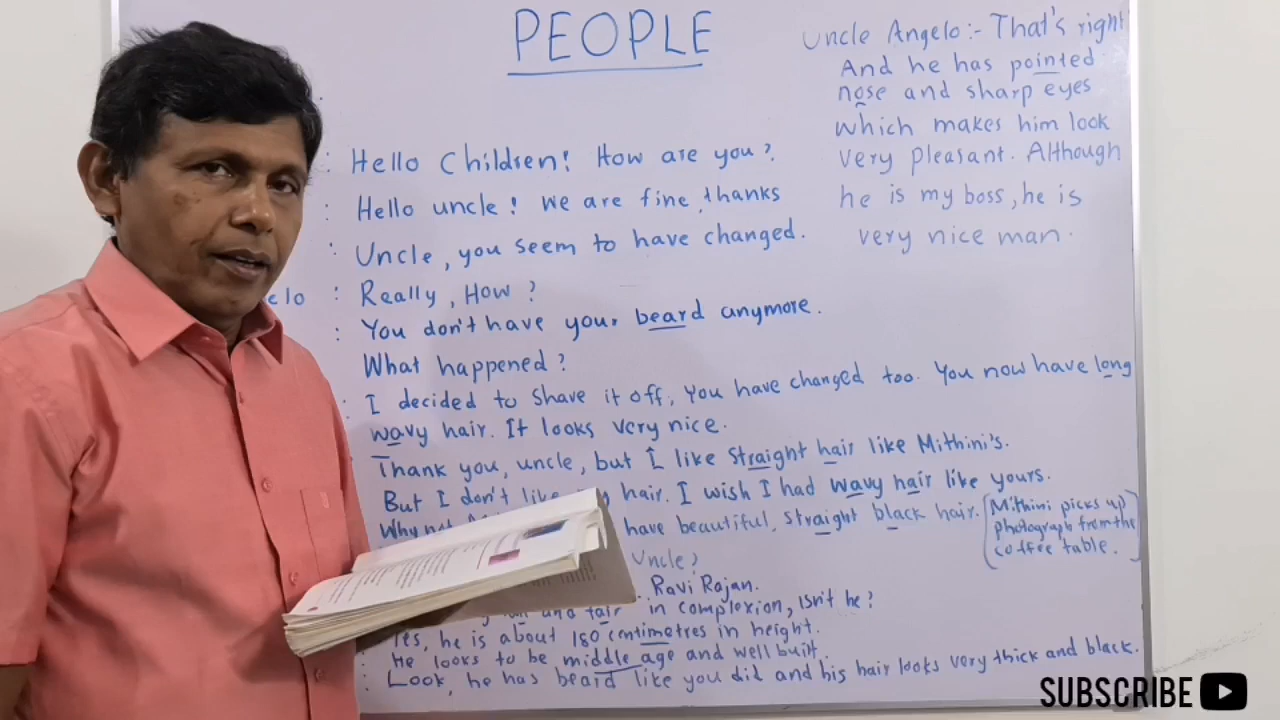 PEOPLE
: Hello Children! How are you?
: Hello uncle! We are fine, thanks
: Uncle, you seem to have changed.
elo : Really, How ?
: You don't have your beard anymore.
What happened?
: I decided to Shave it off, You have changed too. You now have long
wavy hair. It looks very nice.
Thank you, uncle, but I like straight hair like Mithini's.
But I don't like hair. I wish I had wavy hair like yours.
Why not have beautiful, straight black hair. (Mithini picks up
photograph from the
coffee table.)
Uncle?
Ravi Rajan.
and fair in complexion, isn't he?
Yes, he is about 180 centimetres in height.
: He looks to be middle age and well built.
: Look, he has beard like you did and his hair looks very thick and black.
Uncle Angelo:- That's right
And he has pointed
nose and sharp eyes
which makes him look
very pleasant. Although
he is my boss, he is
very nice man.
SUBSCRIBE